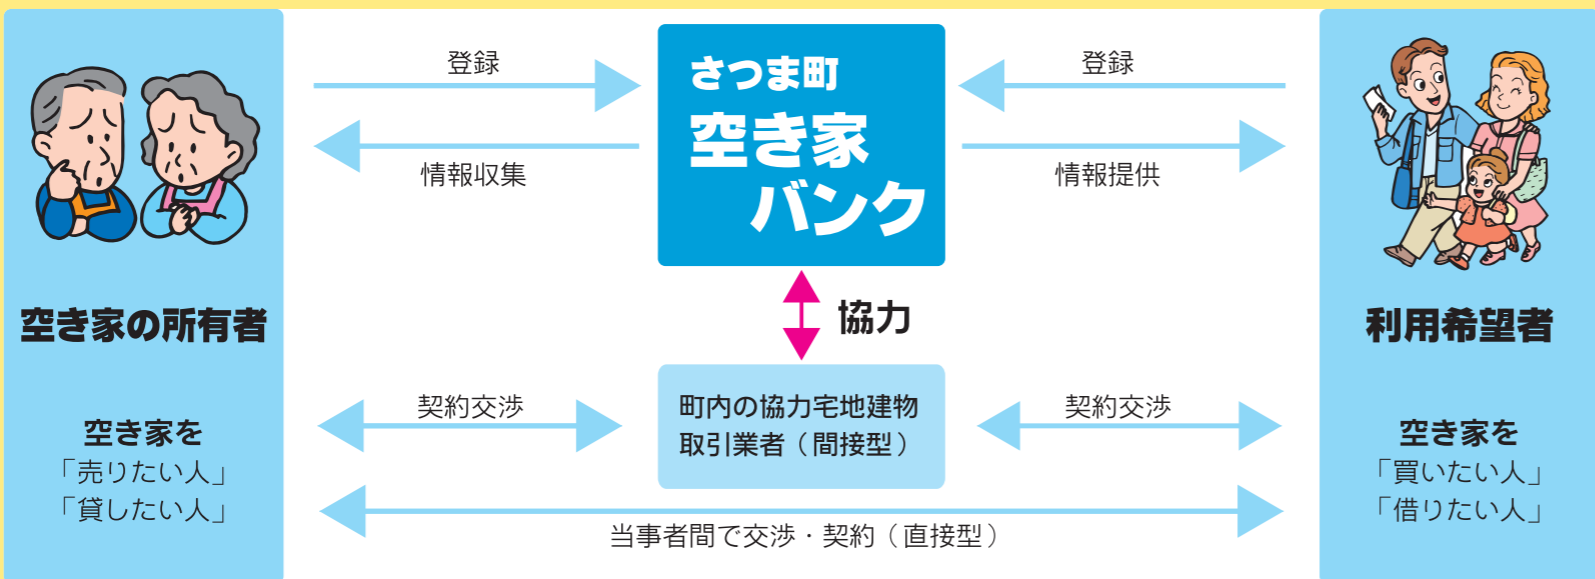 空き家の所有者
空き家を
「売りたい人」
「貸したい人」
登録
情報収集
さつま町
空き家
バンク
登録
情報提供
協力
契約交渉
町内の協力宅地建物
取引業者（間接型）
契約交渉
当事者間で交渉・契約（直接型）
利用希望者
空き家を
「買いたい人」
「借りたい人」